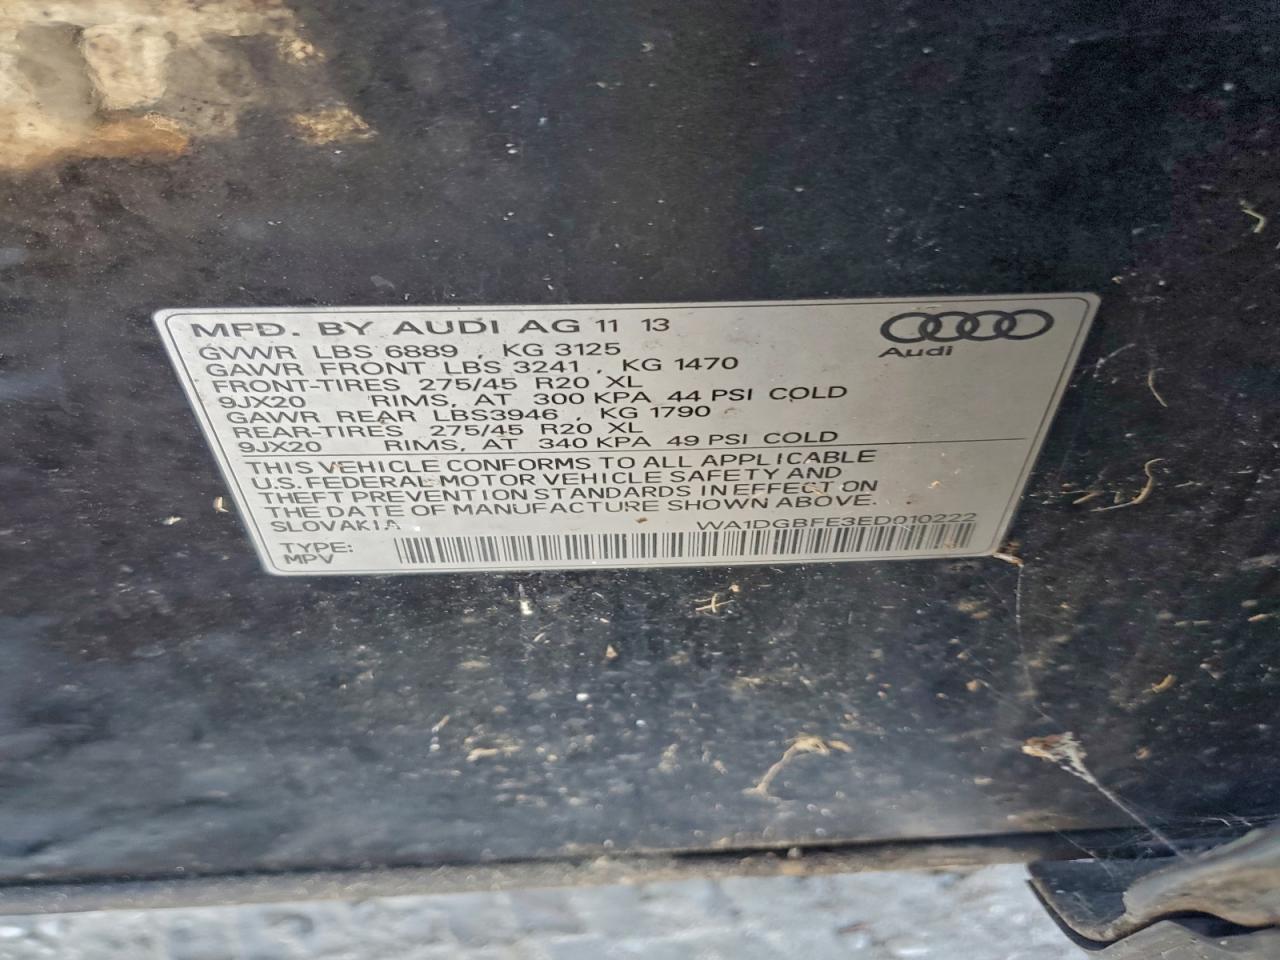 MFD. BY AUDI AG 11 13
Audi
GVWR LBS 6889 , KG 3125
GAWR FRONT LBS 3241 , KG 1470
FRONT-TIRES 275/45 R20 XL
9JX20 RIMS, AT 300 KPA 44 PSI COLD
GAWR REAR LBS3946 , KG 1790
REAR-TIRES 275/45 R20 XL
9JX20 RIMS, AT 340 KPA 49 PSI COLD
THIS VEHICLE CONFORMS TO ALL APPLICABLE
U.S. FEDERAL MOTOR VEHICLE SAFETY AND
THEFT PREVENTION STANDARDS IN EFFECT ON
THE DATE OF MANUFACTURE SHOWN ABOVE.
SLOVAKIA WA1DGBFE3ED010222
TYPE:
MPV